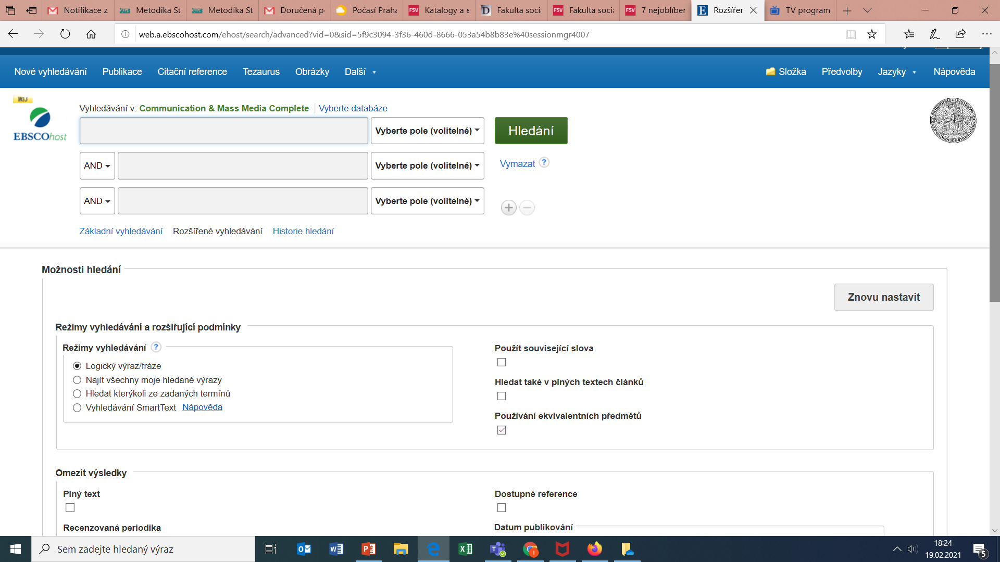 Notifikace z
Metodika St
Metodika St
Doručená p
Počasí Praha
FSV Katalogy a e
D Fakulta soci
FSV Fakulta soci
FSV 7 nejoblíber
E Rozšířer
TV program
web.a.ebscohost.com/ehost/search/advanced?vid=0&sid=5f9c3094-3f36-460d-8666-053a54b8b83e%40sessionmgr4007
Nové vyhledávání Publikace Citační reference Tezaurus Obrázky Další Složka Předvolby Jazyky Nápověda
MOJ
EBSCOhost
Vyhledávání v: Communication & Mass Media Complete Vyberte databáze
Vyberte pole (volitelné) Hledání
AND Vyberte pole (volitelné) Vymazat ?
AND Vyberte pole (volitelné)
Základní vyhledávání Rozšířené vyhledávání Historie hledání
Možnosti hledání
Znovu nastavit
Režimy vyhledávání a rozšiřující podmínky
Režimy vyhledávání ?
Logický výraz/fráze
Najít všechny moje hledané výrazy
Hledat kterýkoli ze zadaných termínů
Vyhledávání SmartText Nápověda
Použít související slova
Hledat také v plných textech článků
Používání ekvivalentních předmětů
Omezit výsledky
Plný text
Dostupné reference
Recenzovaná periodika
Datum publikování
Sem zadejte hledaný výraz
18:24
19.02.2021
5